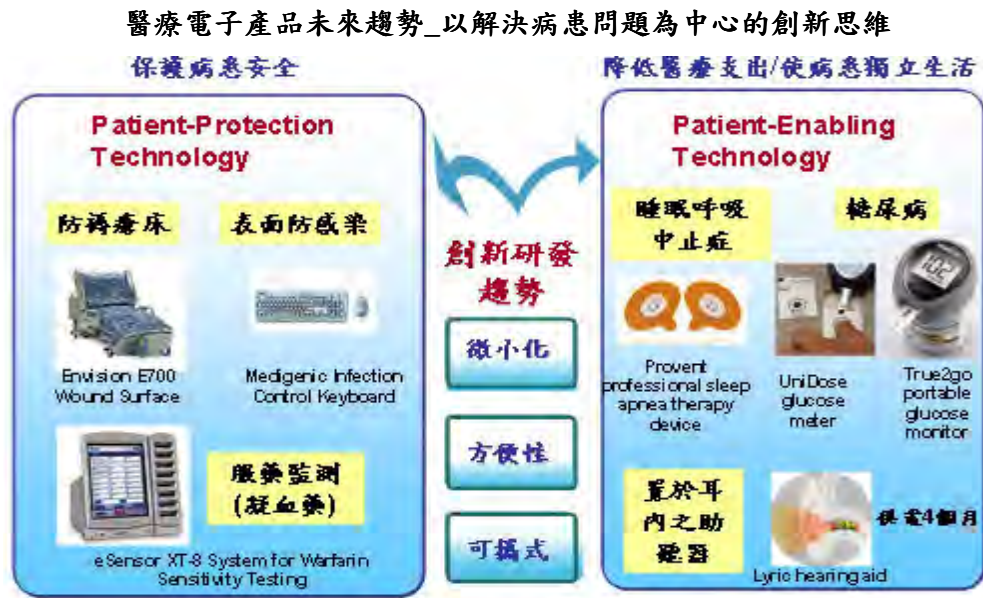 醫療電子產品未來趨勢_以解決病患問題為中心的創新思維
保護病患安全
Patient-Protection
Technology
防褥瘡床
表面防感染
Envision E700
Wound Surface
Medigenic Infection
Control Keyboard
服藥監測
(凝血藥)
eSensor XT-8 System for Warfarin
Sensitivity Testing
創新研發
趨勢
微小化
方便性
可攜式
降低醫療支出/使病患獨立生活
Patient-Enabling
Technology
睡眠呼吸
中止症
糖尿病
Provent
professional sleep
apnea therapy
device
UniDose
glucose
meter
True2go
portable
glucose
monitor
置於耳
內之助
聽器
供電4個月
Lyric hearing aid